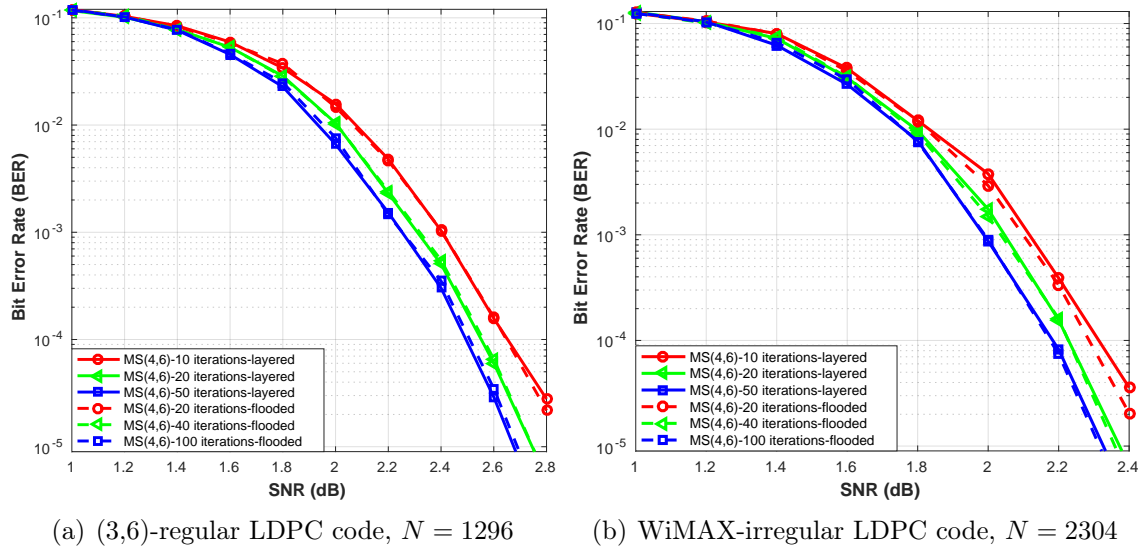 10^-1
10^-2
10^-3
10^-4
10^-5
Bit Error Rate (BER)
MS(4,6)-10 iterations-layered
MS(4,6)-20 iterations-layered
MS(4,6)-50 iterations-layered
MS(4,6)-20 iterations-flooded
MS(4,6)-40 iterations-flooded
MS(4,6)-100 iterations-flooded
1 1.2 1.4 1.6 1.8 2 2.2 2.4 2.6 2.8
SNR (dB)
(a) (3,6)-regular LDPC code, N = 1296
10^-1
10^-2
10^-3
10^-4
10^-5
Bit Error Rate (BER)
MS(4,6)-10 iterations-layered
MS(4,6)-20 iterations-layered
MS(4,6)-50 iterations-layered
MS(4,6)-20 iterations-flooded
MS(4,6)-40 iterations-flooded
MS(4,6)-100 iterations-flooded
1 1.2 1.4 1.6 1.8 2 2.2 2.4
SNR (dB)
(b) WiMAX-irregular LDPC code, N = 2304